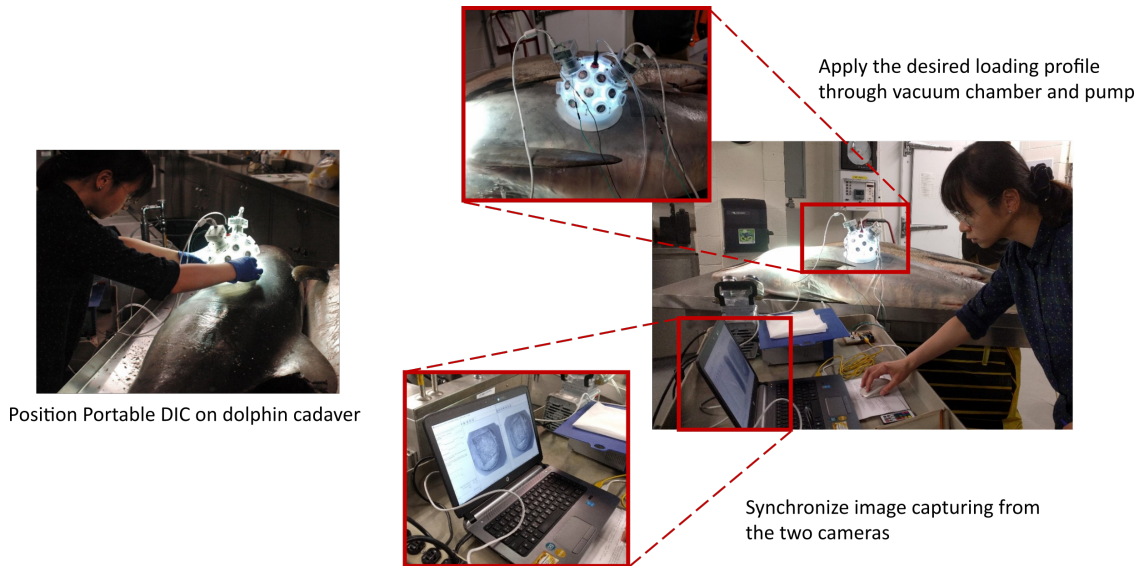 Apply the desired loading profile
through vacuum chamber and pump
Position Portable DIC on dolphin cadaver
Synchronize image capturing from
the two cameras